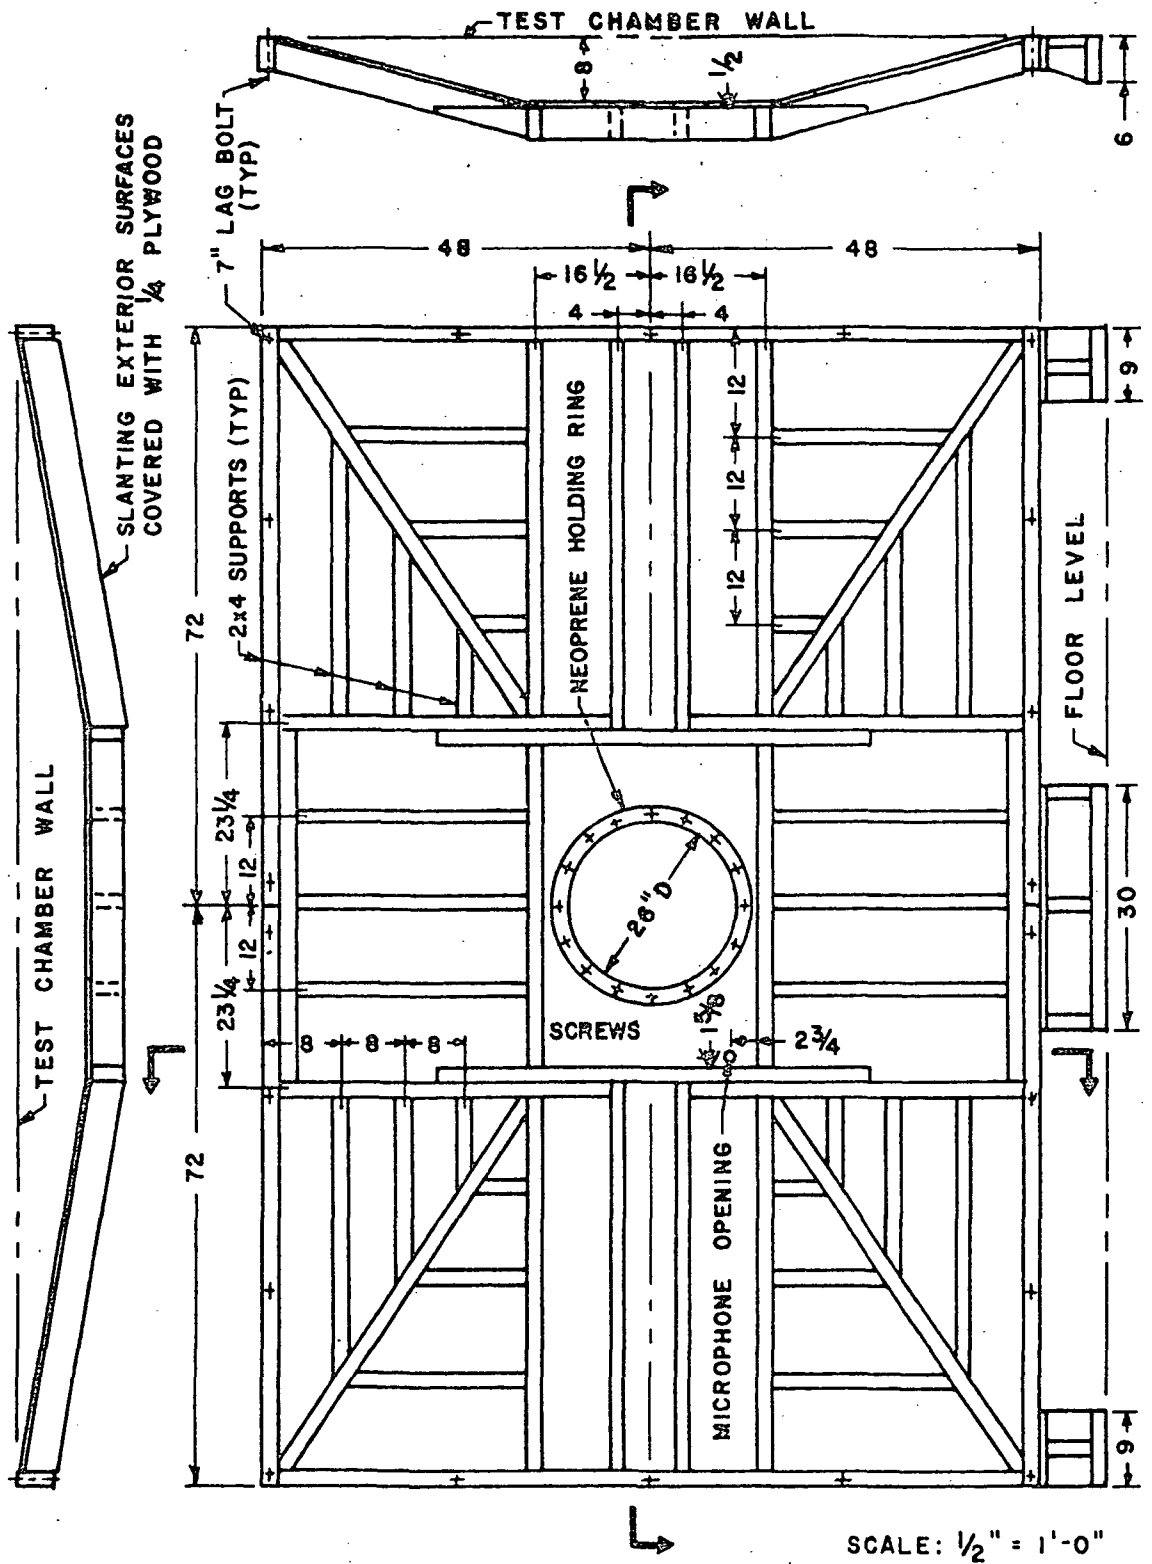 TEST CHAMBER WALL
8
1/2
6
SLANTING EXTERIOR SURFACES
COVERED WITH 1/4 PLYWOOD
7" LAG BOLT
(TYP)
48
48
16 1/2
16 1/2
4
4
9
12
12
12
2x4 SUPPORTS (TYP)
NEOPRENE HOLDING RING
72
FLOOR LEVEL
TEST CHAMBER WALL
23 1/4
12
28" D
30
12
23 1/4
SCREWS
1 5/8
2 3/4
8
8
8
72
MICROPHONE OPENING
9
SCALE: 1/2" = 1'-0"